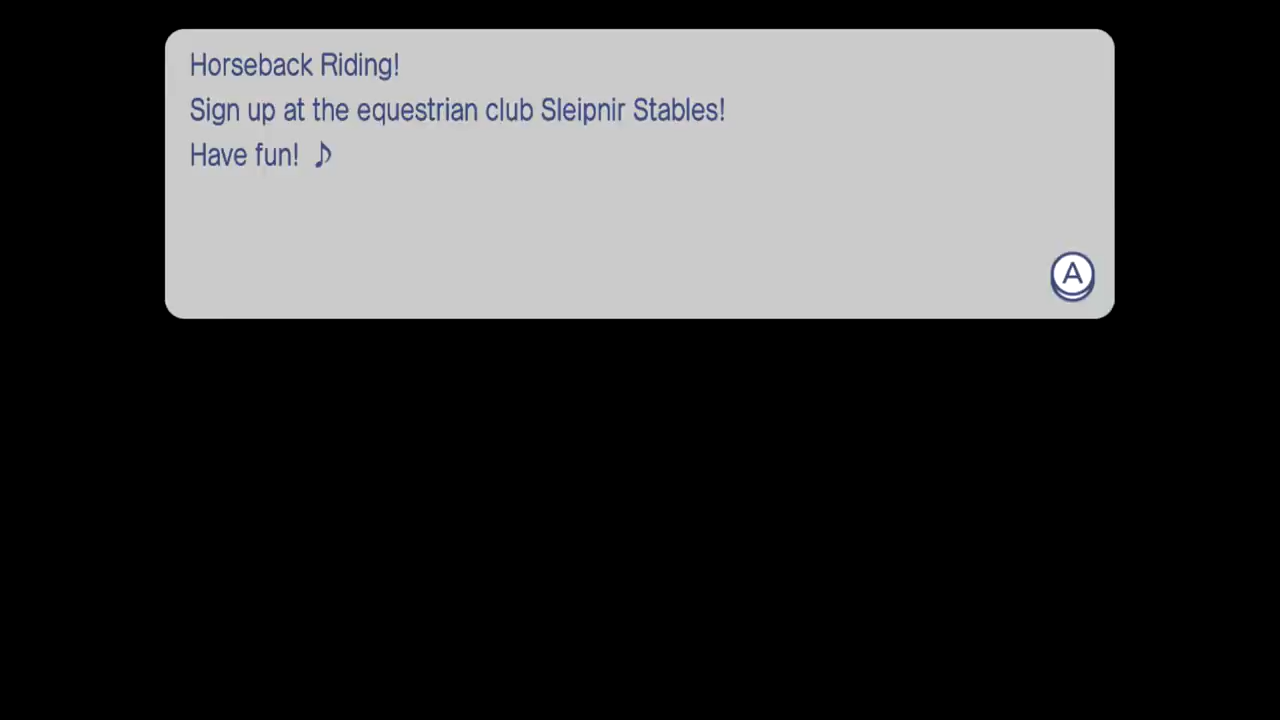 Horseback Riding!
Sign up at the equestrian club Sleipnir Stables!
Have fun! ♪
A